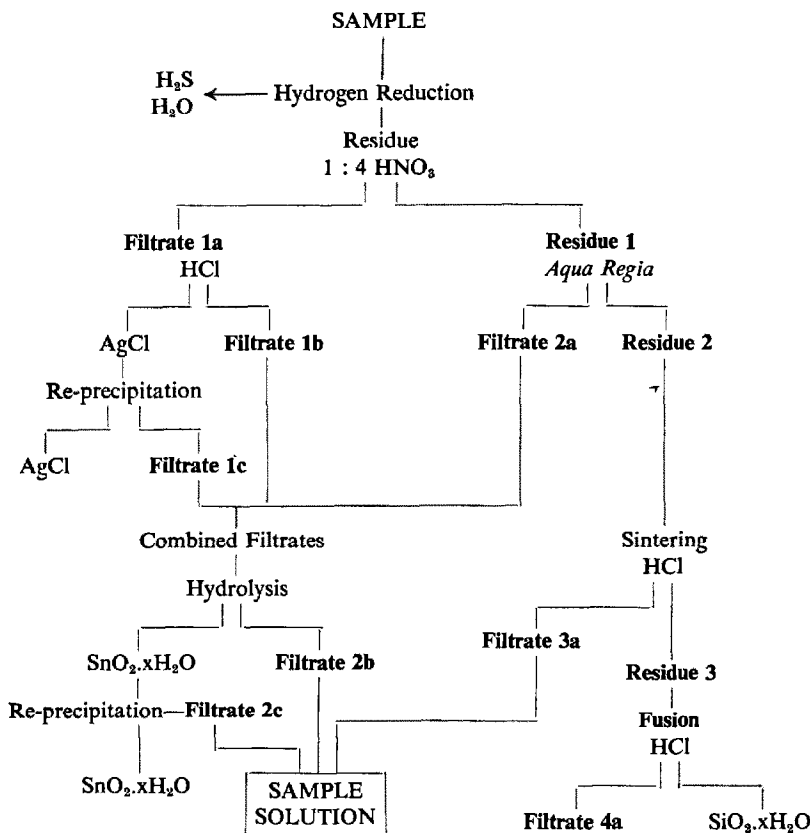 SAMPLE
H₂S
H₂O
Hydrogen Reduction
Residue
1 : 4 HNO₃
Filtrate 1a
HCl
Residue 1
Aqua Regia
AgCl
Filtrate 1b
Filtrate 2a
Residue 2
Re-precipitation
AgCl
Filtrate 1c
Combined Filtrates
Sintering
HCl
Hydrolysis
SnO₂.xH₂O
Filtrate 2b
Filtrate 3a
Residue 3
Re-precipitation—Filtrate 2c
Fusion
HCl
SnO₂.xH₂O
SAMPLE
SOLUTION
Filtrate 4a
SiO₂.xH₂O